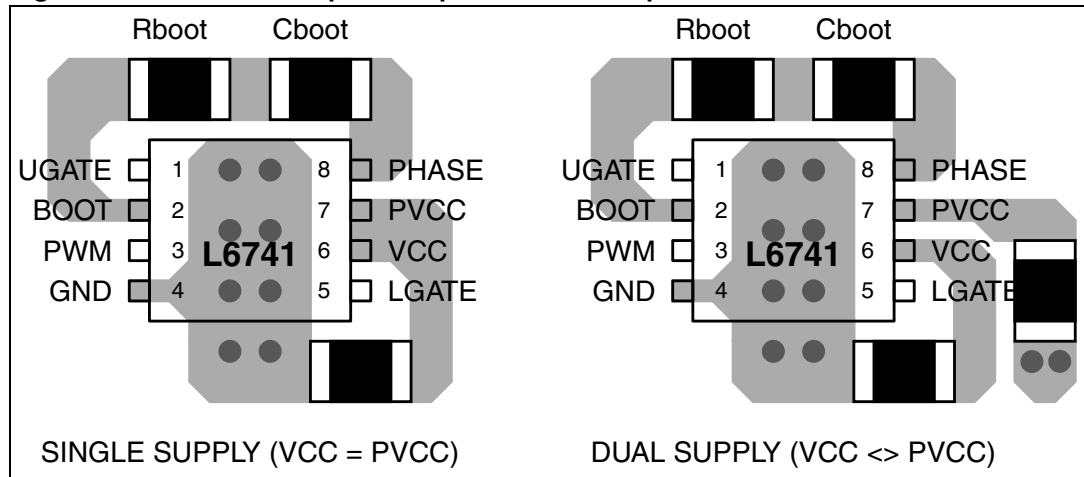 Rboot Cboot
UGATE 1 8 PHASE
BOOT 2 7 PVCC
PWM 3 L6741 6 VCC
GND 4 5 LGATE
SINGLE SUPPLY (VCC = PVCC)
Rboot Cboot
UGATE 1 8 PHASE
BOOT 2 7 PVCC
PWM 3 L6741 6 VCC
GND 4 5 LGATE
DUAL SUPPLY (VCC <> PVCC)